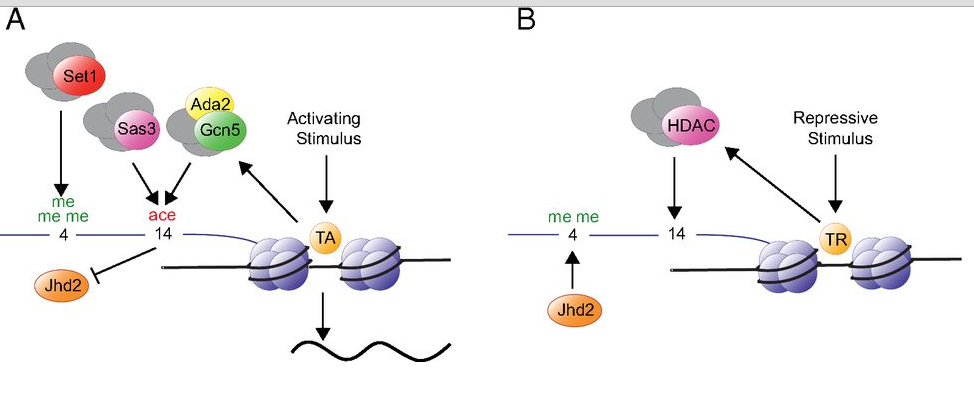 A
Set1
Sas3
Ada2
Gcn5
Activating
Stimulus
me
me me
ace
4
14
TA
Jhd2
B
HDAC
Repressive
Stimulus
me me
4
14
TR
Jhd2